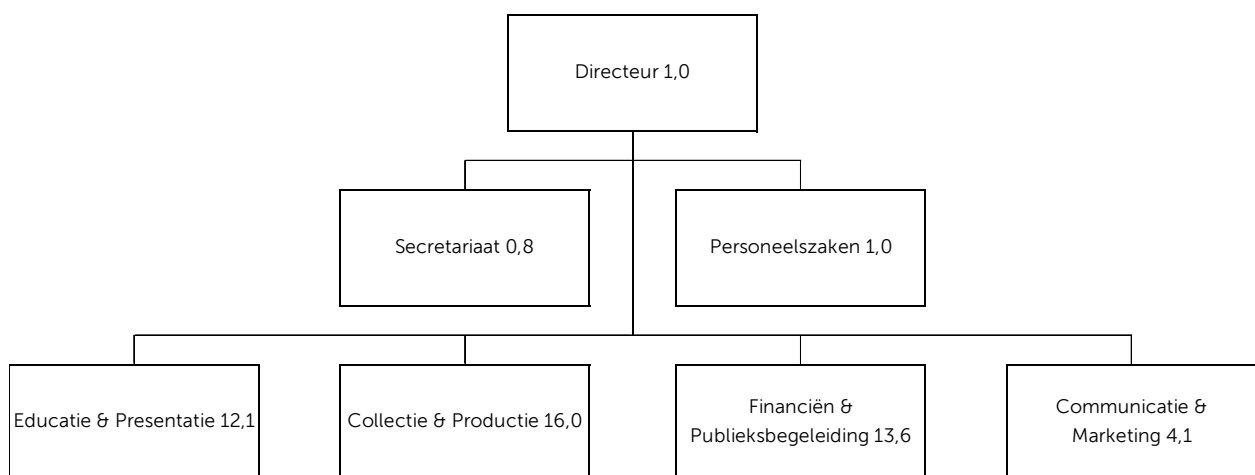 Directeur 1,0
Secretariaat 0,8
Personeelszaken 1,0
Educatie & Presentatie 12,1
Collectie & Productie 16,0
Financiën &
Publieksbegeleiding 13,6
Communicatie &
Marketing 4,1